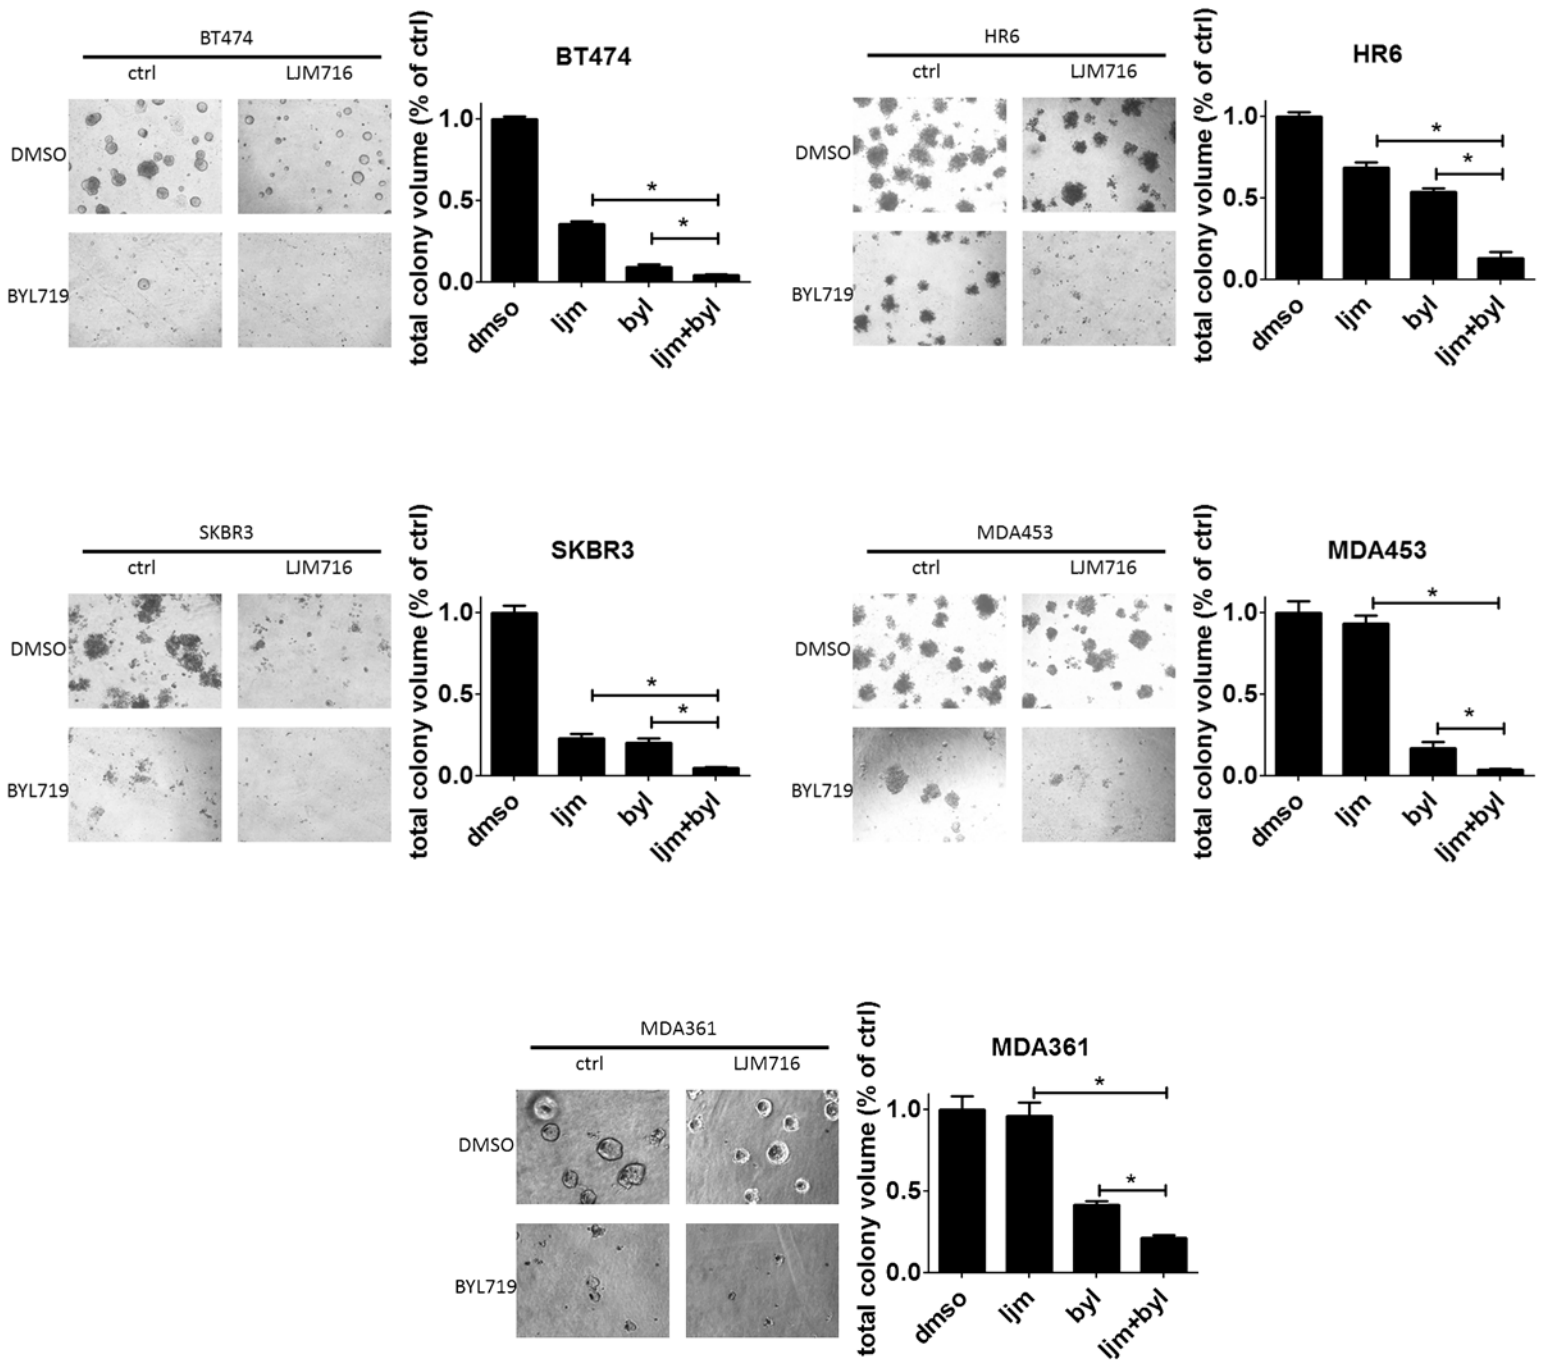 BT474
ctrl LJM716
DMSO
BYL719
BT474
total colony volume (% of ctrl)
1.0
0.5
0.0
*
*
dmso
ljm
byl
ljm+byl
HR6
ctrl LJM716
DMSO
BYL719
HR6
total colony volume (% of ctrl)
1.0
0.5
0.0
*
*
dmso
ljm
byl
ljm+byl
SKBR3
ctrl LJM716
DMSO
BYL719
SKBR3
total colony volume (% of ctrl)
1.0
0.5
0.0
*
*
dmso
ljm
byl
ljm+byl
MDA453
ctrl LJM716
DMSO
BYL719
MDA453
total colony volume (% of ctrl)
1.0
0.5
0.0
*
*
dmso
ljm
byl
ljm+byl
MDA361
ctrl LJM716
DMSO
BYL719
MDA361
total colony volume (% of ctrl)
1.0
0.5
0.0
*
*
dmso
ljm
byl
ljm+byl